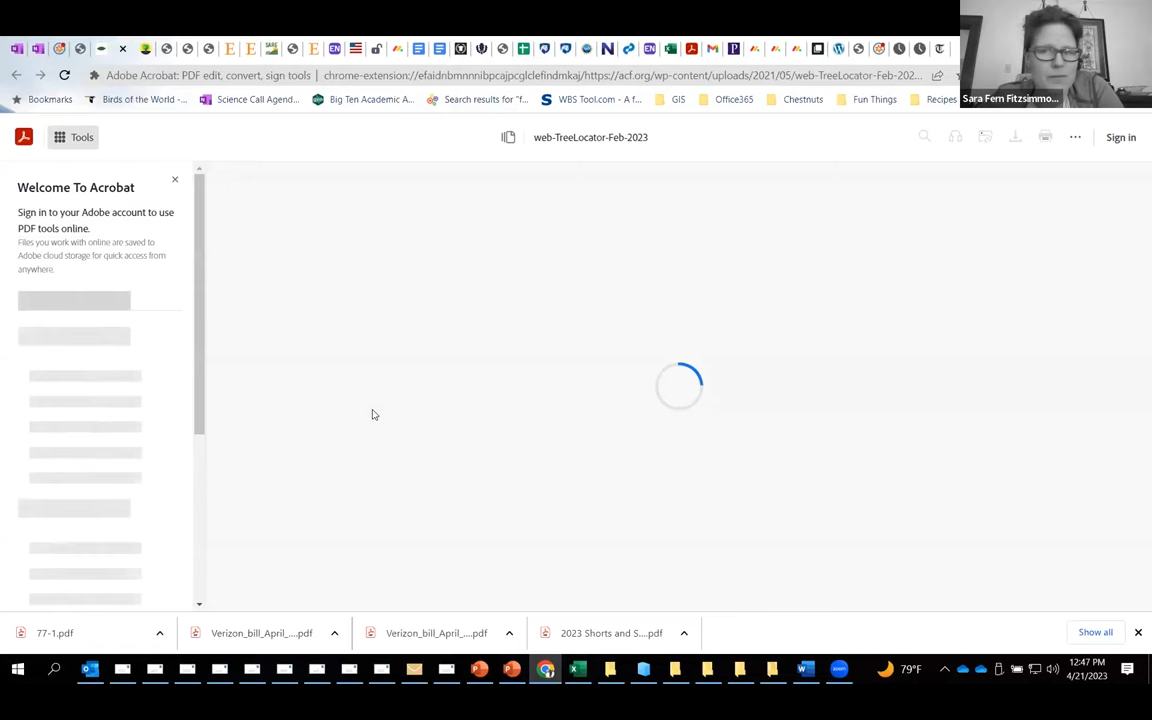 Adobe Acrobat: PDF edit, convert, sign tools | chrome-extension://efaidnbmnnnibpcajpcglclefindmkaj/https://acf.org/wp-content/uploads/2021/05/web-TreeLocator-Feb-202...
Bookmarks Birds of the World -... Science Call Agend... Big Ten Academic A... Search results for "f... WBS Tool.com - A f... GIS Office365 Chestnuts Fun Things Recipes
Sara Fern Fitzsimmo...
Tools web-TreeLocator-Feb-2023 Sign in
Welcome To Acrobat
Sign in to your Adobe account to use
PDF tools online.
Files you work with online are saved to
Adobe cloud storage for quick access from
anywhere.
77-1.pdf Verizon_bill_April_....pdf Verizon_bill_April_....pdf 2023 Shorts and S....pdf Show all
79°F 12:47 PM
4/21/2023